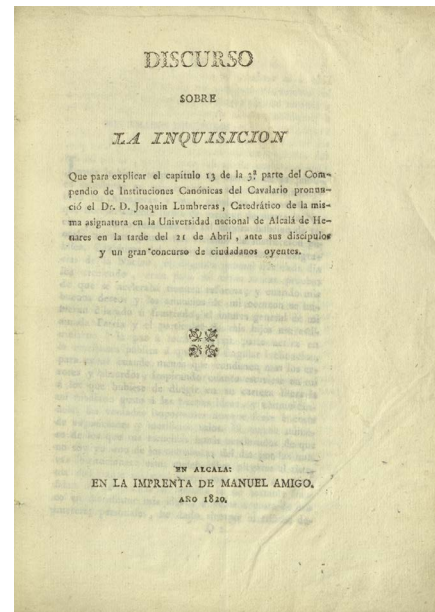 DISCURSO
SOBRE
LA INQUISICION
Que para explicar el capítulo 13 de la 3ª parte del Com-
pendio de Instituciones Canónicas del Cavalario pronun-
ció el Dr. D. Joaquin Lumbreras, Catedrático de la mis-
ma asignatura en la Universidad nacional de Alcalá de He-
nares en la tarde del 21 de Abril, ante sus discípulos
y un gran concurso de ciudadanos oyentes.
EN ALCALA:
EN LA IMPRENTA DE MANUEL AMIGO.
AÑO 1820.